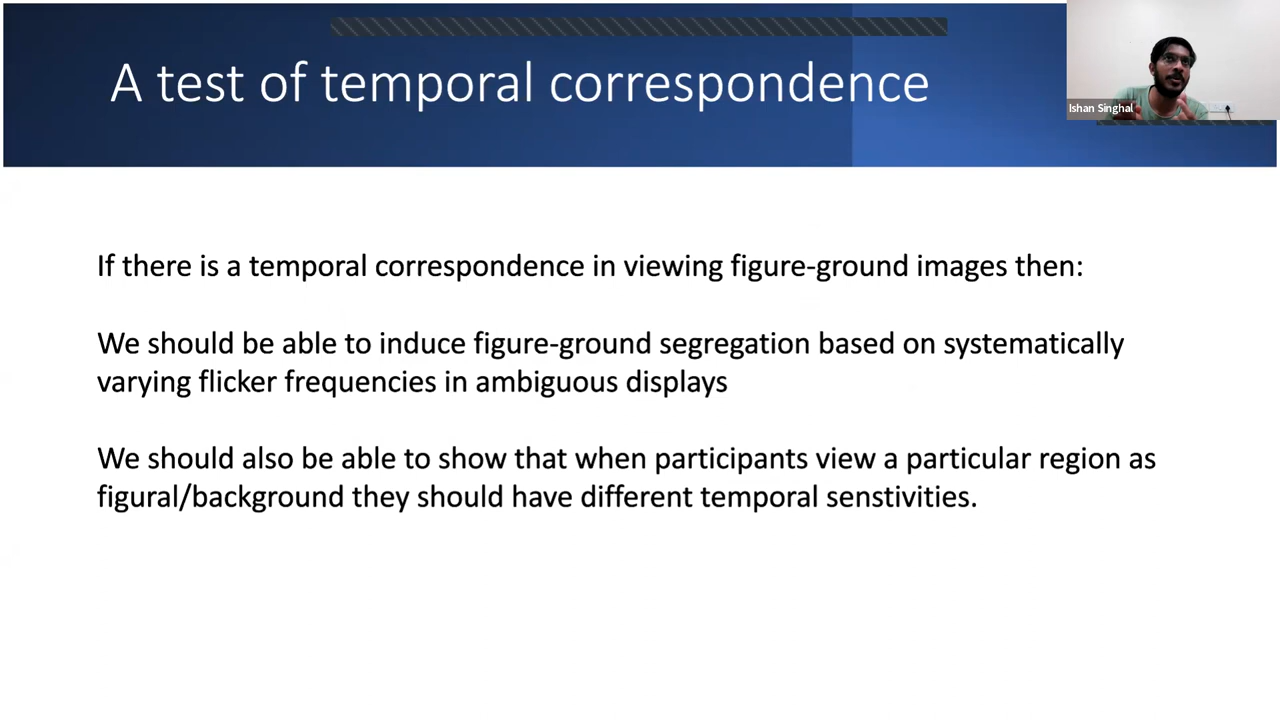 A test of temporal correspondence
Ishan Singhal
If there is a temporal correspondence in viewing figure-ground images then:
We should be able to induce figure-ground segregation based on systematically
varying flicker frequencies in ambiguous displays
We should also be able to show that when participants view a particular region as
figural/background they should have different temporal senstivities.